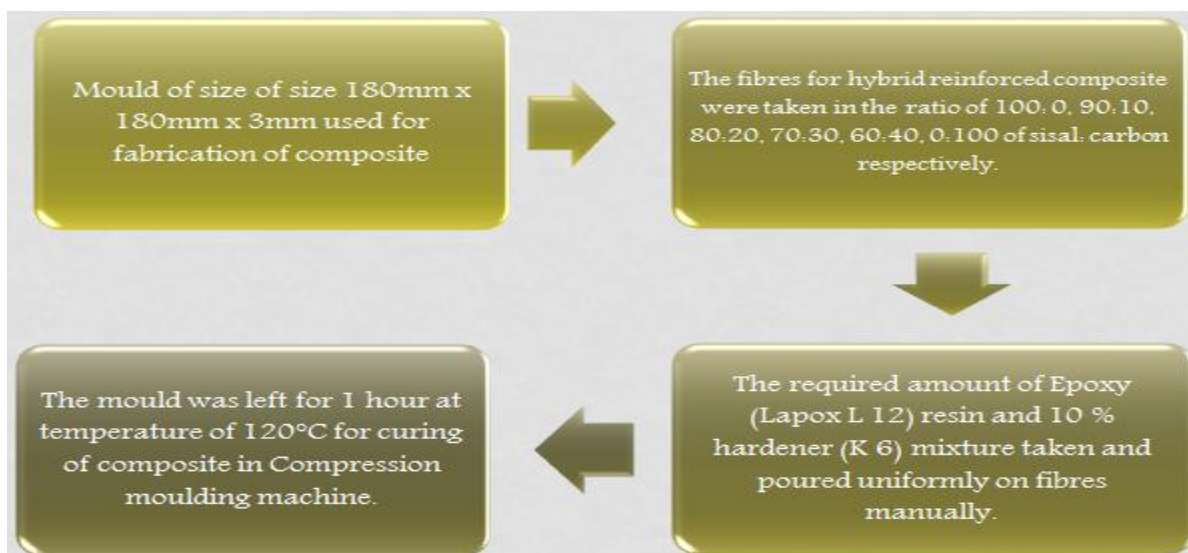 Mould of size of size 180mm x
180mm x 3mm used for
fabrication of composite
The fibres for hybrid reinforced composite
were taken in the ratio of 100: 0, 90:10,
80:20, 70:30, 60:40, 0:100 of sisal: carbon
respectively.
The required amount of Epoxy
(Lapox L 12) resin and 10 %
hardener (K 6) mixture taken and
poured uniformly on fibres
manually.
The mould was left for 1 hour at
temperature of 120°C for curing
of composite in Compression
moulding machine.